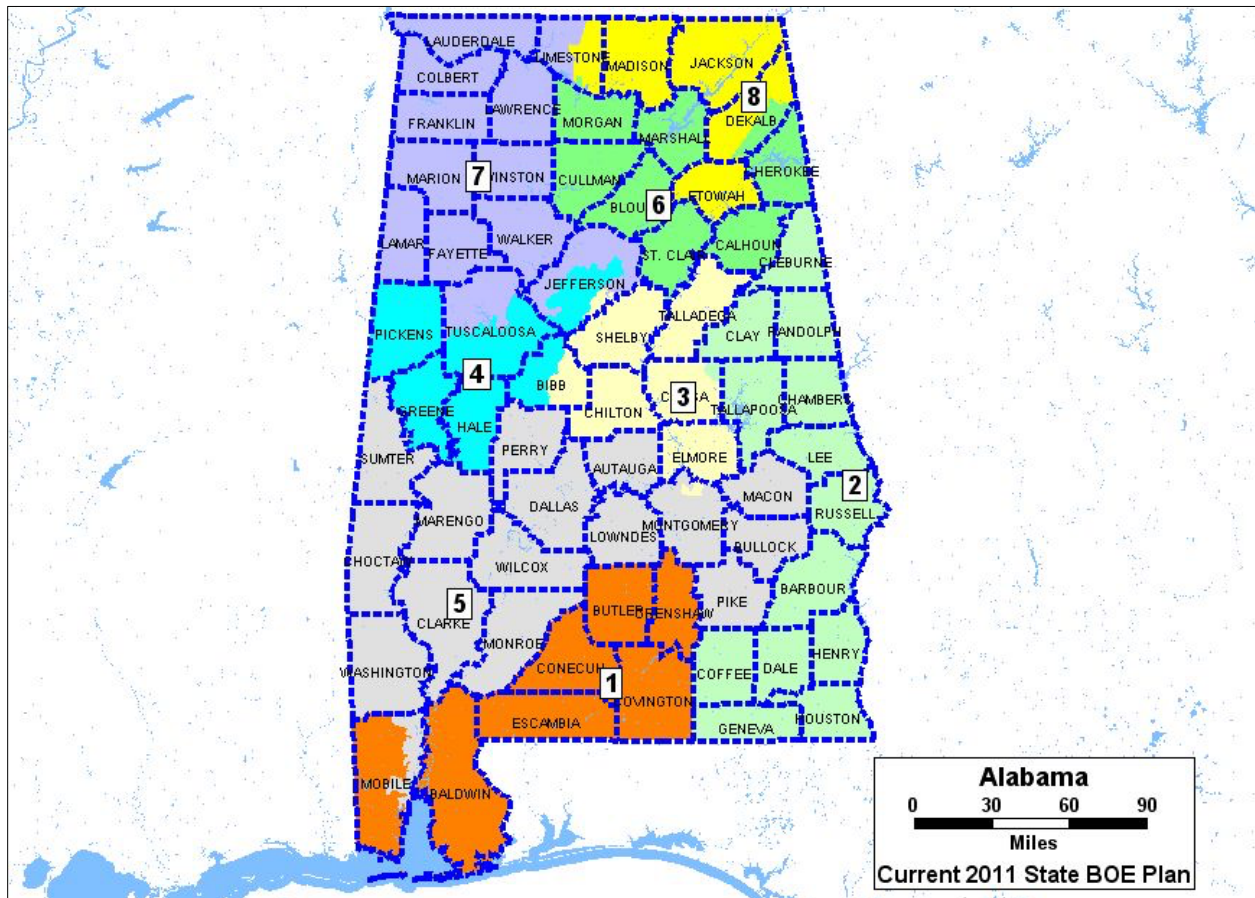 LAUDERDALE
LIMESTONE
MADISON
JACKSON
COLBERT
LAWRENCE
8
FRANKLIN
MORGAN
MARSHALL
DEKALB
CHEROKEE
MARION
7
WINSTON
CULLMAN
ETOWAH
BLOU
6
LAMAR
FAYETTE
WALKER
ST. CLAIR
CALHOUN
CLEBURNE
JEFFERSON
PICKENS
TUSCALOOSA
SHELBY
TALLADEGA
CLAY
RANDOLPH
4
BIBB
GREENE
HALE
CHILTON
3
TALLAPOOSA
CHAMBERS
SUMTER
PERRY
AUTAUGA
ELMORE
LEE
2
MARENGO
DALLAS
MACON
RUSSELL
LOWNDES
MONTGOMERY
BULLOCK
CHOCTAW
WILCOX
BARBOUR
5
CLARKE
BUTLER
CRENSHAW
PIKE
MONROE
WASHINGTON
CONECUH
1
COVINGTON
COFFEE
DALE
HENRY
ESCAMBIA
GENEVA
HOUSTON
MOBILE
BALDWIN
Alabama
0 30 60 90
Miles
Current 2011 State BOE Plan